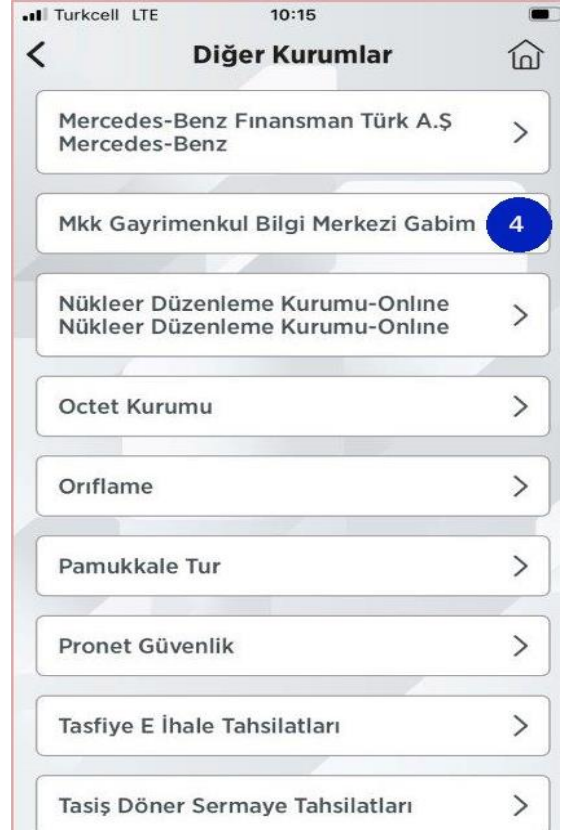 Turkcell LTE 10:15
Diğer Kurumlar
Mercedes-Benz Fınansman Türk A.Ş
Mercedes-Benz
Mkk Gayrimenkul Bilgi Merkezi Gabim 4
Nükleer Düzenleme Kurumu-Onlıne
Nükleer Düzenleme Kurumu-Onlıne
Octet Kurumu
Orıflame
Pamukkale Tur
Pronet Güvenlik
Tasfiye E İhale Tahsilatları
Tasiş Döner Sermaye Tahsilatları